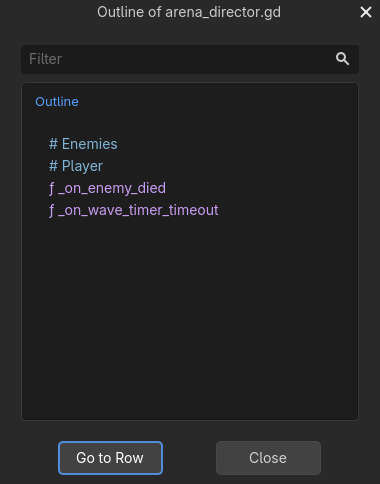 Outline of arena_director.gd
Filter
Outline
# Enemies
# Player
ƒ _on_enemy_died
ƒ _on_wave_timer_timeout
Go to Row
Close